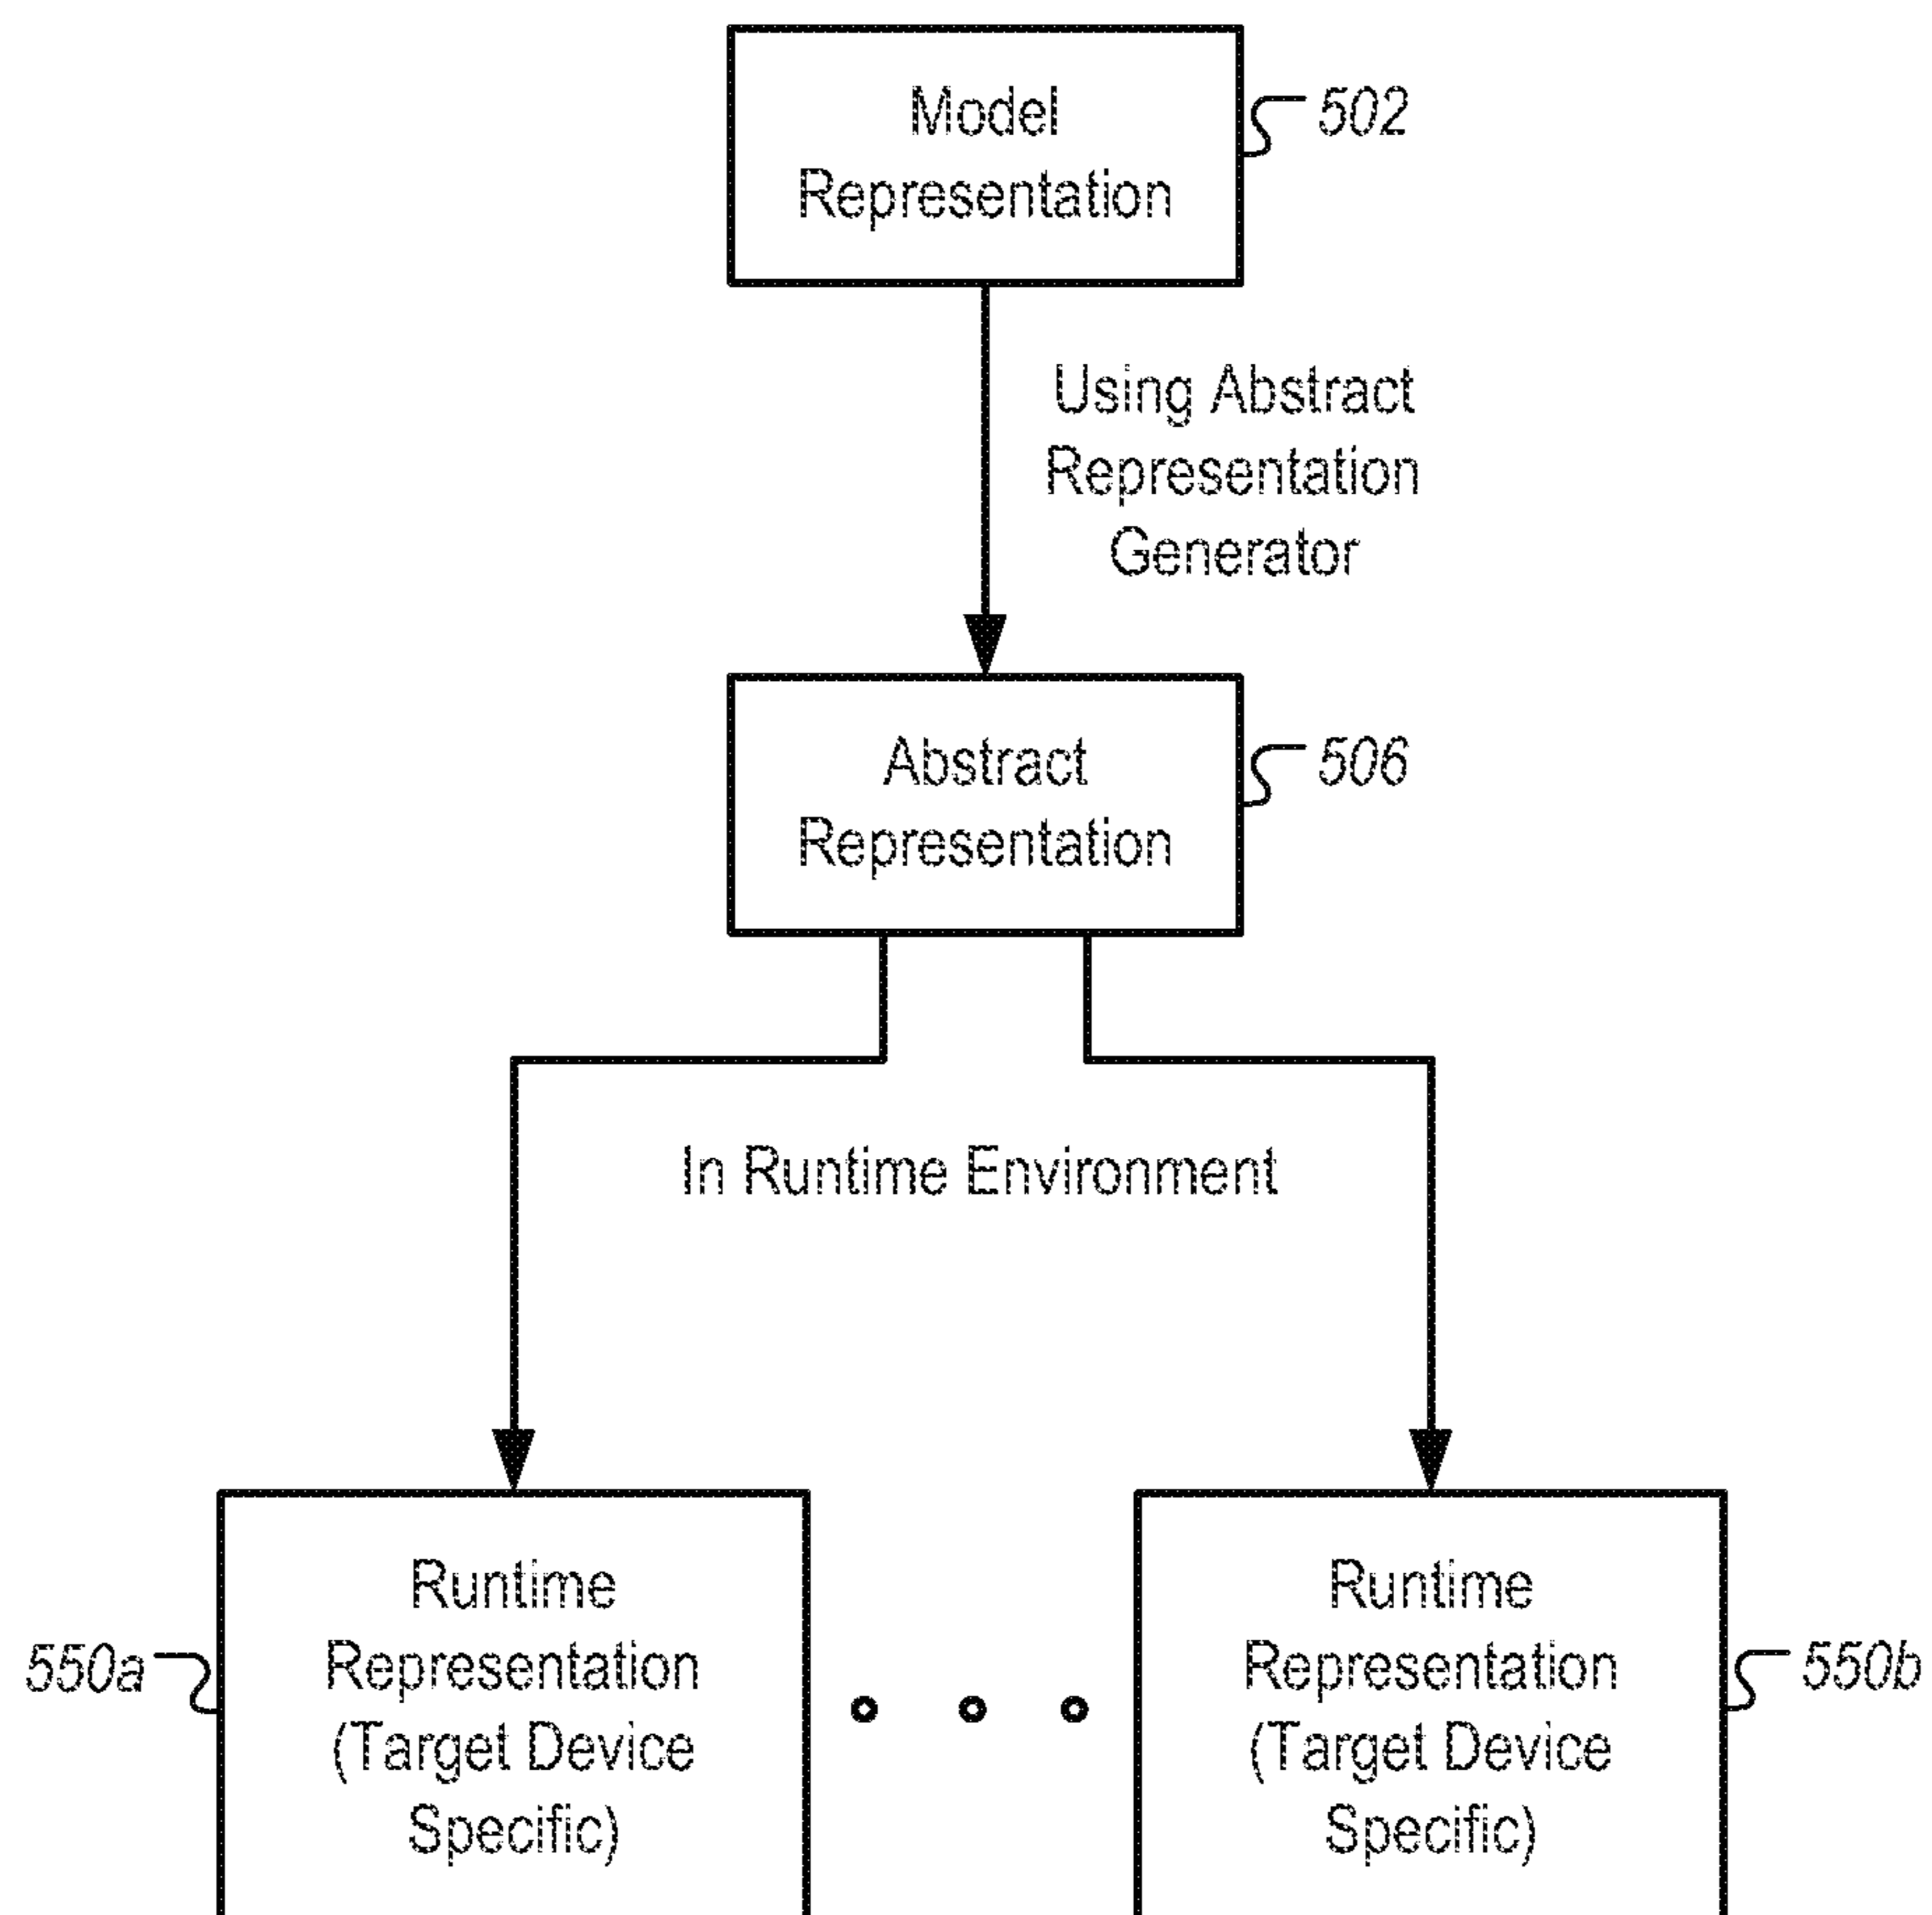 Model
Representation
502
Using Abstract
Representation
Generator
Abstract
Representation
506
In Runtime Environment
Runtime
Representation
(Target Device
Specific)
550a
Runtime
Representation
(Target Device
Specific)
550b